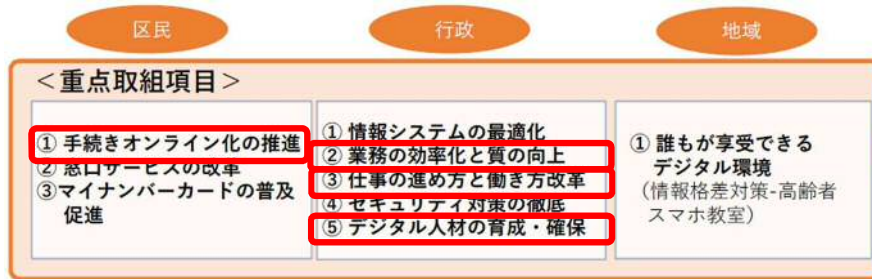 区民
行政
地域
＜重点取組項目＞
① 手続きオンライン化の推進
② 窓口サービスの改革
③マイナンバーカードの普及
促進
① 情報システムの最適化
② 業務の効率化と質の向上
③ 仕事の進め方と働き方改革
④ セキュリティ対策の徹底
⑤ デジタル人材の育成・確保
① 誰もが享受できる
デジタル環境
（情報格差対策-高齢者
スマホ教室）